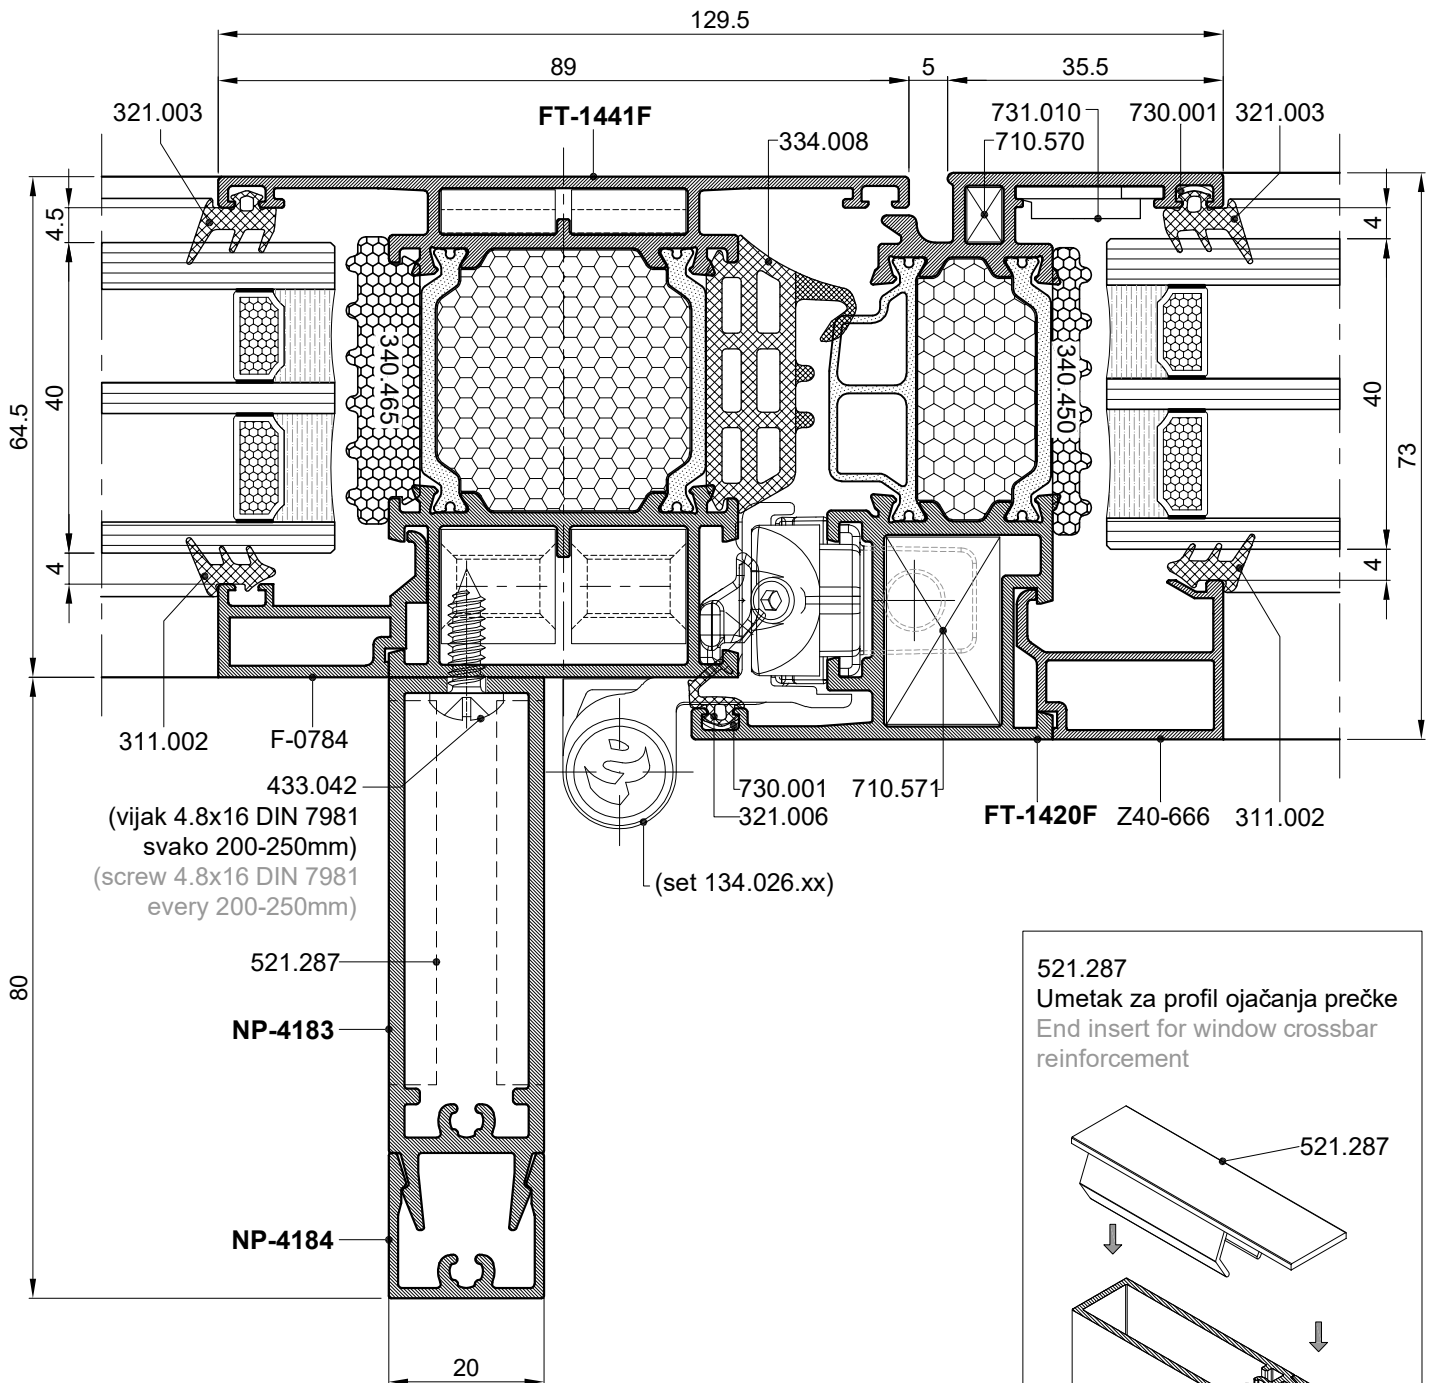 129.5
89
5
35.5
321.003
FT-1441F
334.008
731.010
710.570
730.001
321.003
4.5
40
4
64.5
340.465
340.450
4
40
4
73
311.002
F-0784
433.042
(vijak 4.8x16 DIN 7981
svako 200-250mm)
(screw 4.8x16 DIN 7981
every 200-250mm)
730.001
321.006
710.571
FT-1420F
Z40-666
311.002
(set 134.026.xx)
521.287
NP-4183
NP-4184
80
20
521.287
Umetak za profil ojačanja prečke
End insert for window crossbar
reinforcement
521.287